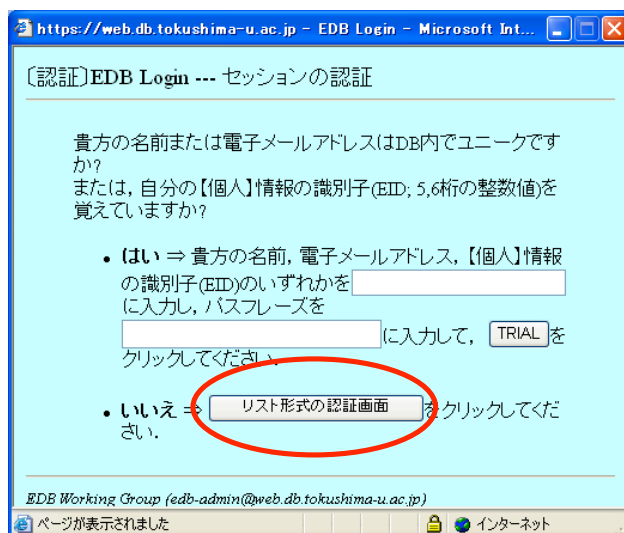 https://web.db.tokushima-u.ac.jp - EDB Login - Microsoft Int...
〔認証〕EDB Login --- セッションの認証
貴方の名前または電子メールアドレスはDB内でユニークです
か?
または, 自分の【個人】情報の識別子(EID; 5,6桁の整数値)を
覚えていますか?
• はい ⇒ 貴方の名前, 電子メールアドレス, 【個人】情報
の識別子(EID)のいずれかを
に入力し, パスフレーズを
に入力して, TRIAL を
クリックしてください.
• いいえ ⇒ リスト形式の認証画面 をクリックしてくだ
さい.
EDB Working Group (edb-admin@web.db.tokushima-u.ac.jp)
ページが表示されました インターネット